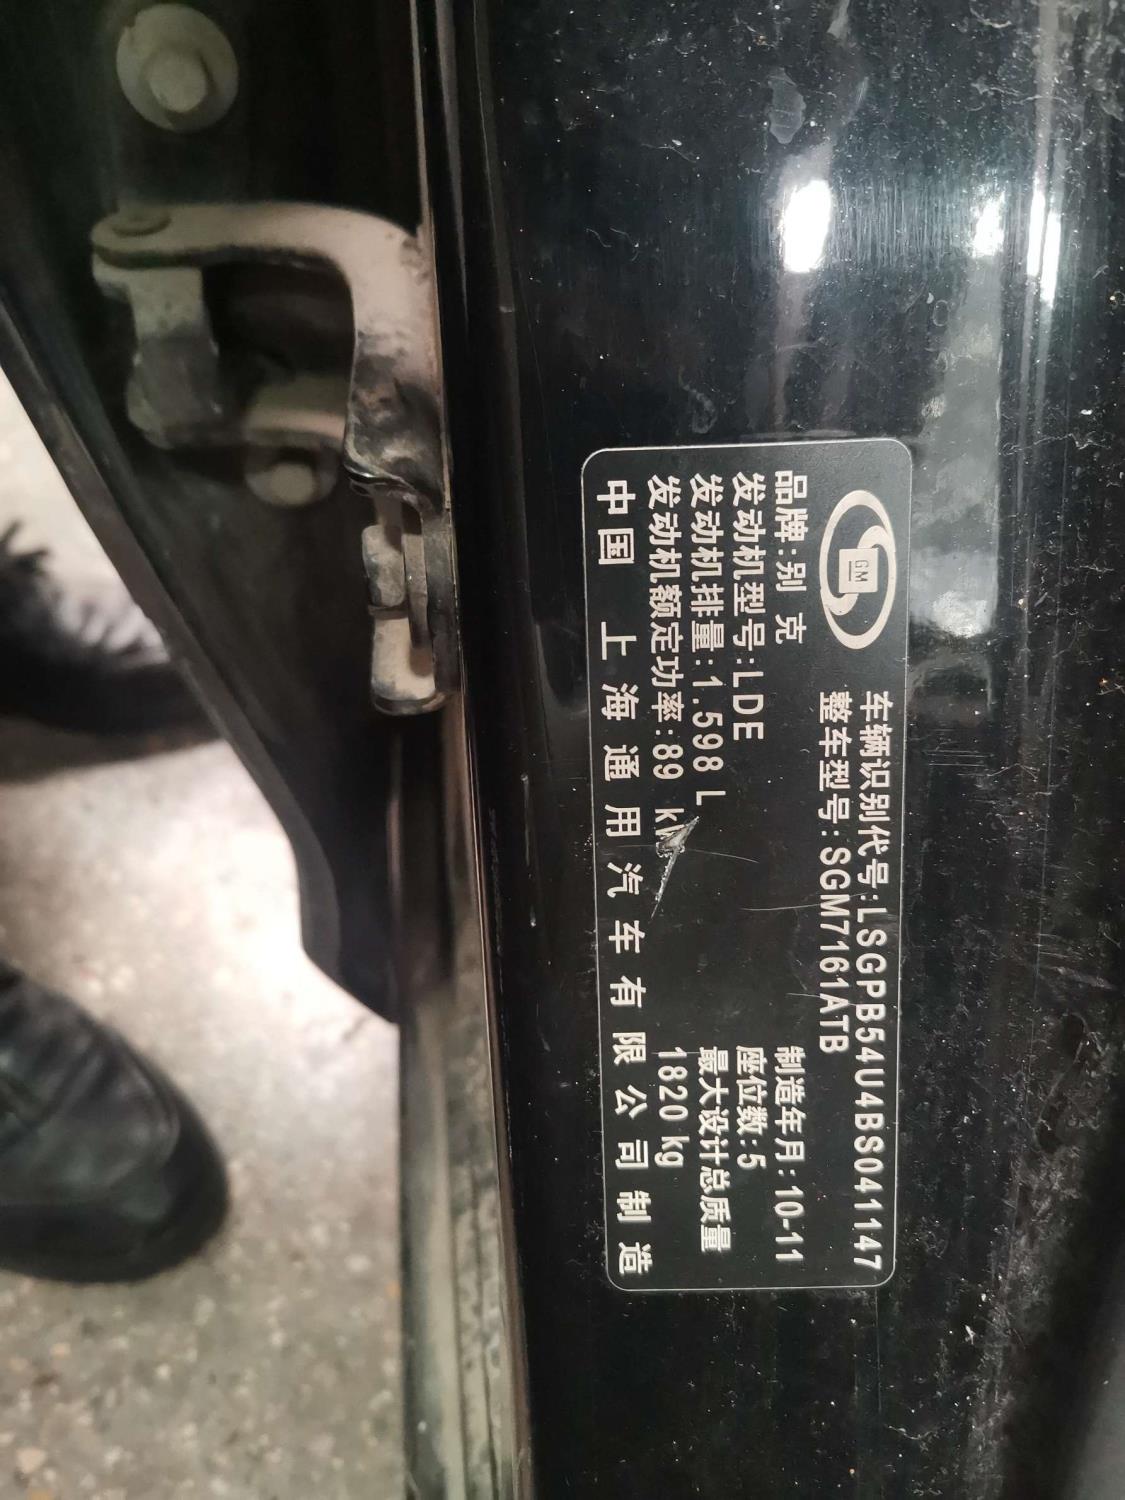 GM
车辆识别代号:LSGPB54U4BS041147
整车型号:SGM7161ATB
品牌:别 克
制造年月:10-11
发动机型号:LDE
座位数:5
发动机排量:1.598 L
最大设计总质量
发动机额定功率:89 kW
1820 kg
中国 上海通用汽车有限公司制造